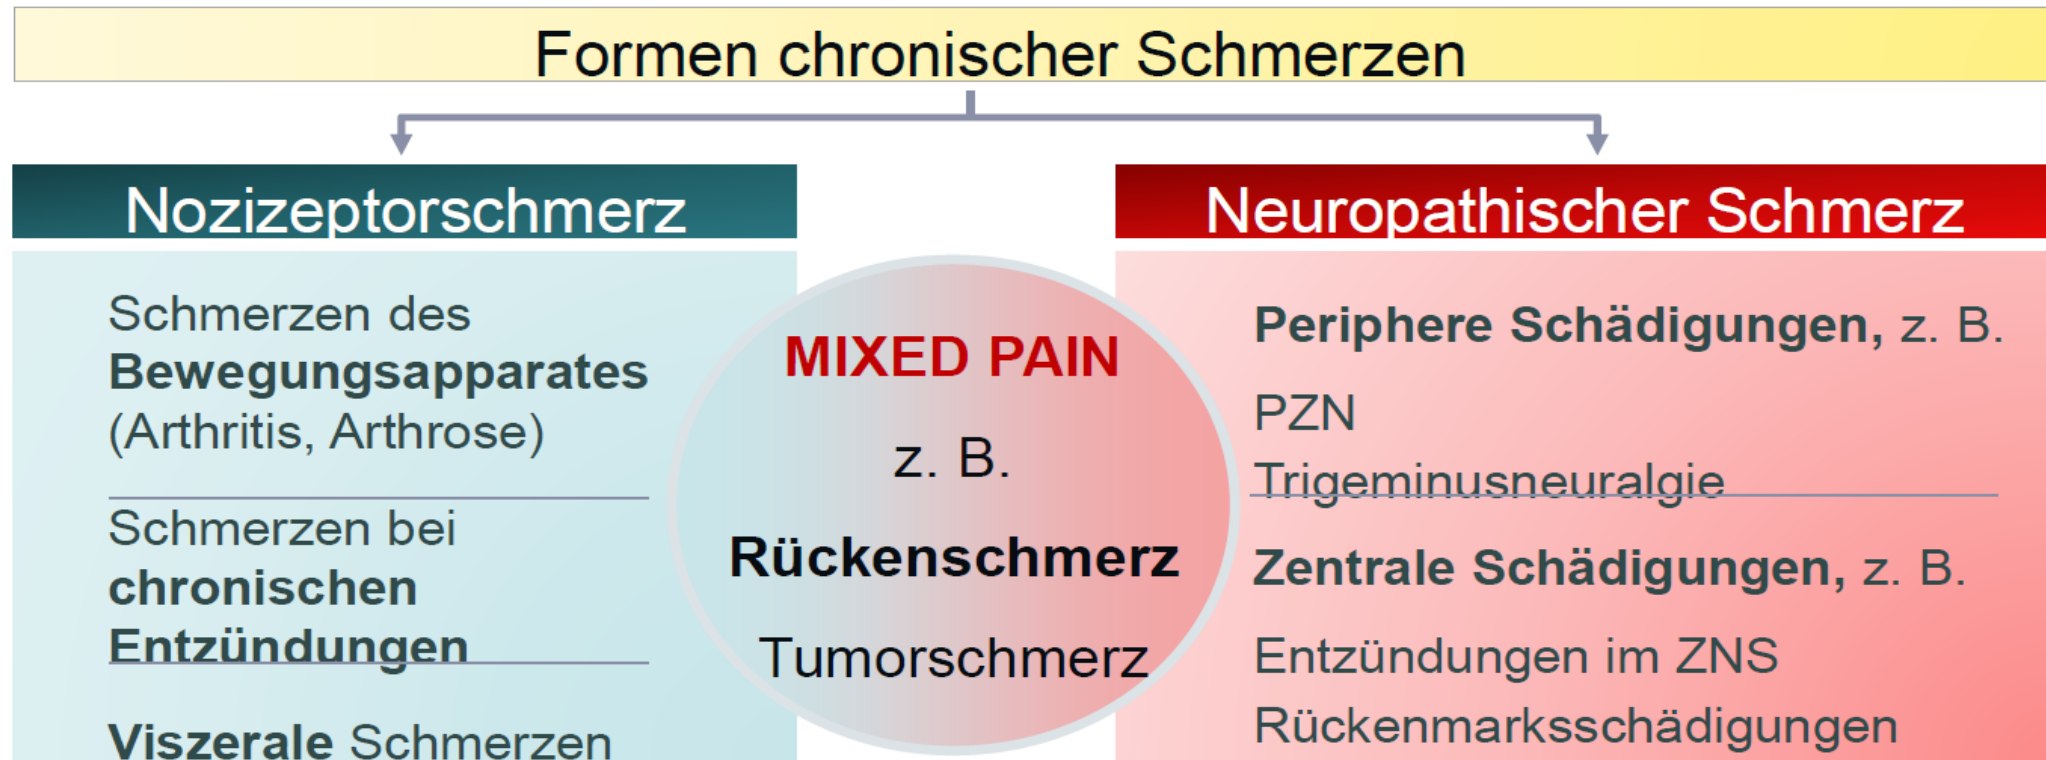 Formen chronischer Schmerzen
Nozizeptorschmerz
Schmerzen des
Bewegungsapparates
(Arthritis, Arthrose)
Schmerzen bei
chronischen
Entzündungen
Viszerale Schmerzen
MIXED PAIN
z. B.
Rückenschmerz
Tumorschmerz
Neuropathischer Schmerz
Periphere Schädigungen, z. B.
PZN
Trigeminusneuralgie
Zentrale Schädigungen, z. B.
Entzündungen im ZNS
Rückenmarksschädigungen